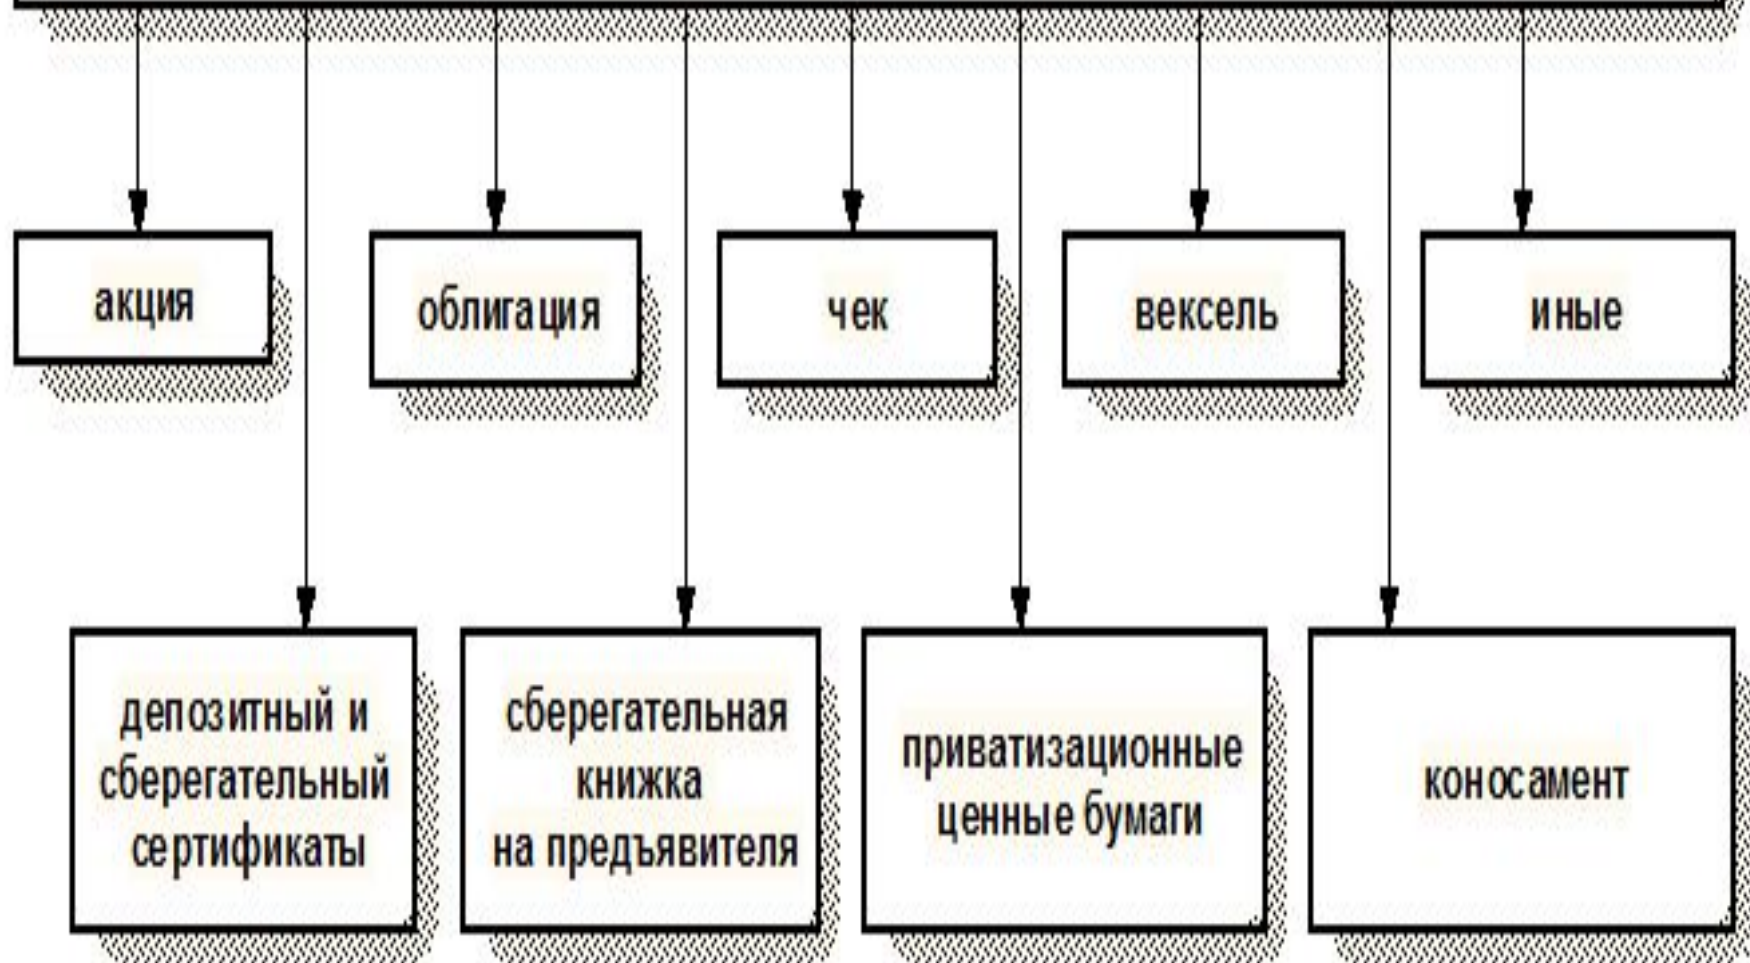 акция
облигация
чек
вексель
иные
депозитный и
сберегательный
сертификаты
сберегательная
книжка
на предъявителя
приватизационные
ценные бумаги
коносамент